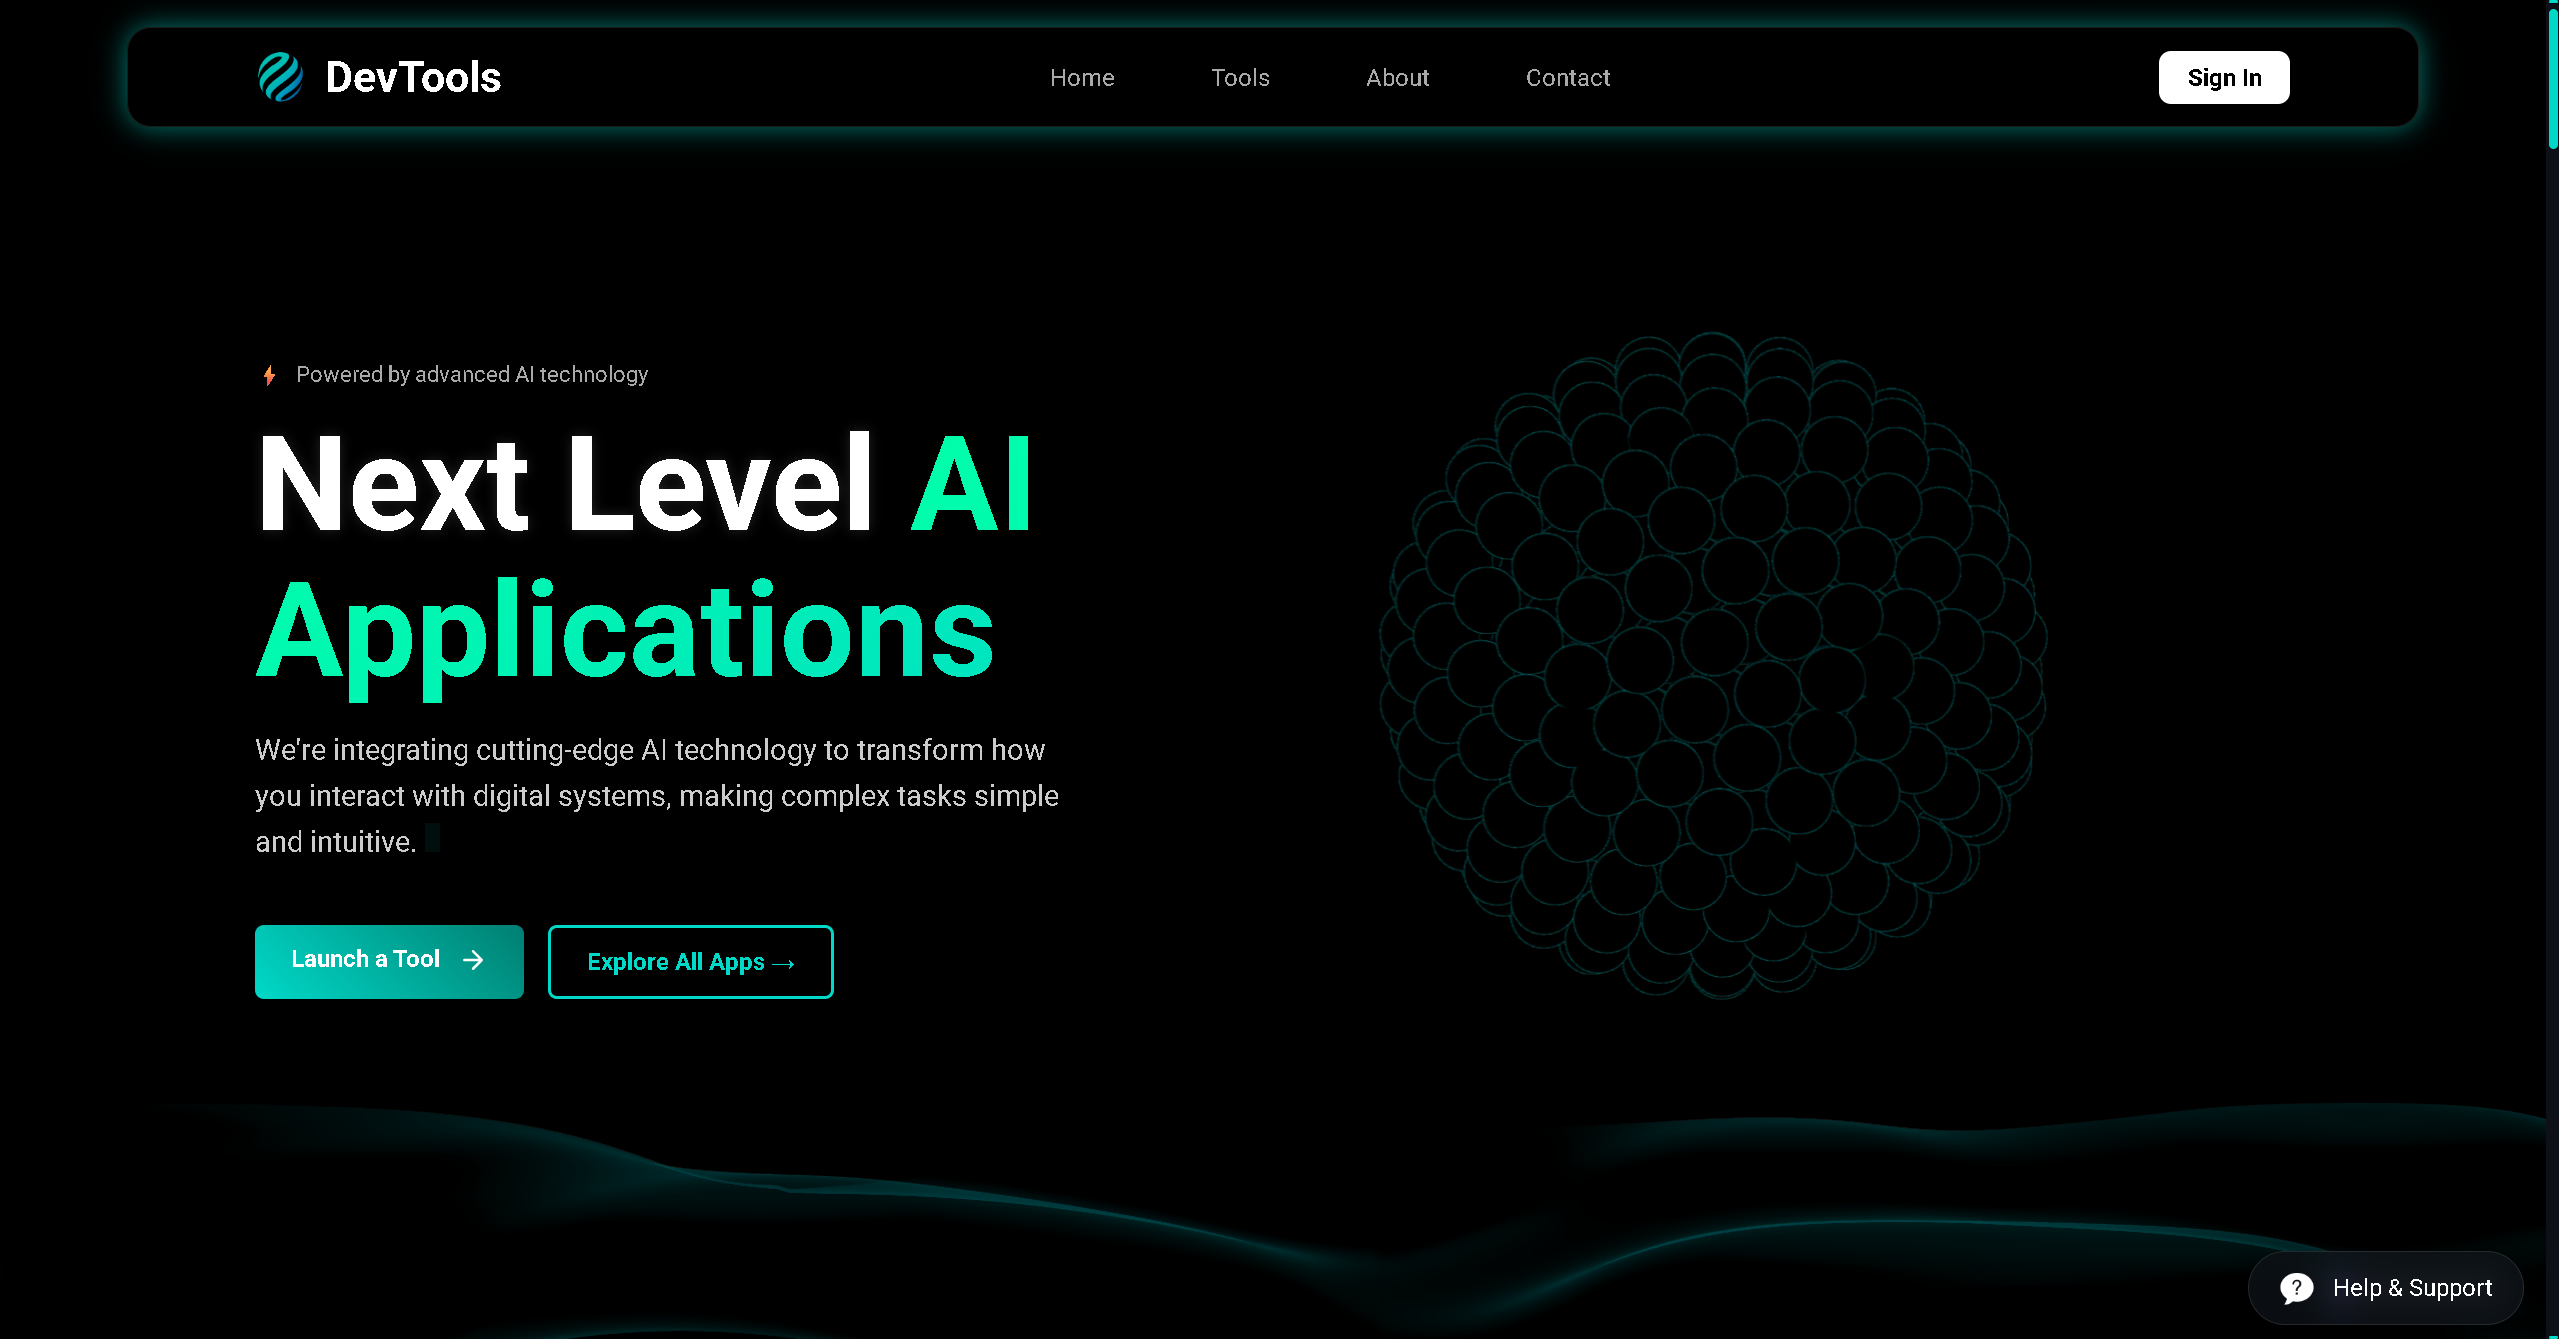 DevTools
Home
Tools
About
Contact
Sign In
Powered by advanced AI technology
Next Level AI
Applications
We're integrating cutting-edge AI technology to transform how
you interact with digital systems, making complex tasks simple
and intuitive.
Launch a Tool →
Explore All Apps →
Help & Support